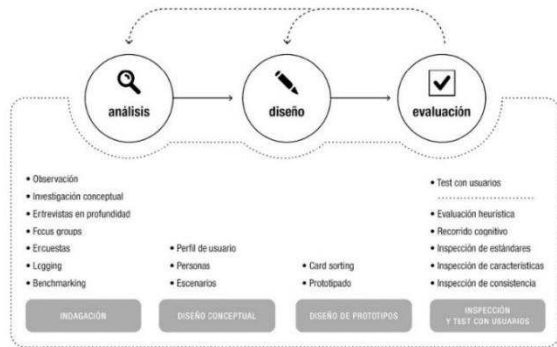 análisis
diseño
evaluación
• Observación
• Investigación conceptual
• Entrevistas en profundidad
• Focus groups
• Encuestas
• Logging
• Benchmarking
INDAGACIÓN
• Perfil de usuario
• Personas
• Escenarios
DISEÑO CONCEPTUAL
• Card sorting
• Prototipado
DISEÑO DE PROTOTIPOS
• Test con usuarios
• Evaluación heurística
• Recorrido cognitivo
• Inspección de estándares
• Inspección de características
• Inspección de consistencia
INSPECCIÓN
Y TEST CON USUARIOS